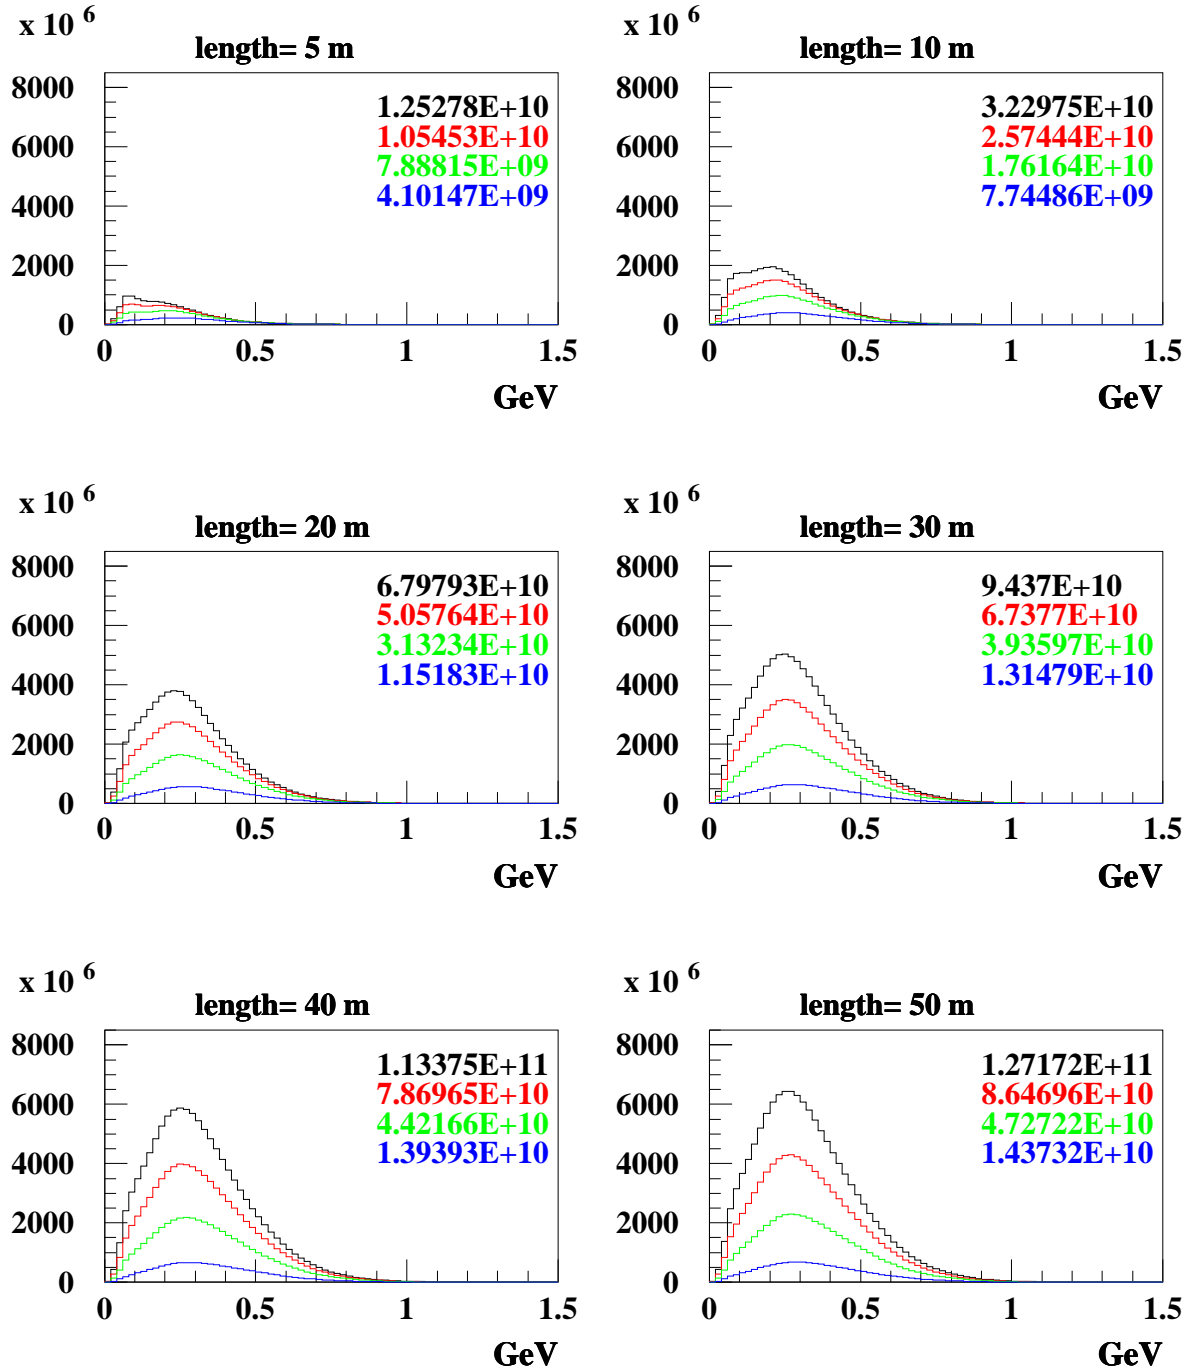 x 10 6
length= 5 m
8000
6000
4000
2000
0
1.25278E+10
1.05453E+10
7.88815E+09
4.10147E+09
0 0.5 1 1.5
GeV
x 10 6
length= 10 m
8000
6000
4000
2000
0
3.22975E+10
2.57444E+10
1.76164E+10
7.74486E+09
0 0.5 1 1.5
GeV
x 10 6
length= 20 m
8000
6000
4000
2000
0
6.79793E+10
5.05764E+10
3.13234E+10
1.15183E+10
0 0.5 1 1.5
GeV
x 10 6
length= 30 m
8000
6000
4000
2000
0
9.437E+10
6.7377E+10
3.93597E+10
1.31479E+10
0 0.5 1 1.5
GeV
x 10 6
length= 40 m
8000
6000
4000
2000
0
1.13375E+11
7.86965E+10
4.42166E+10
1.39393E+10
0 0.5 1 1.5
GeV
x 10 6
length= 50 m
8000
6000
4000
2000
0
1.27172E+11
8.64696E+10
4.72722E+10
1.43732E+10
0 0.5 1 1.5
GeV